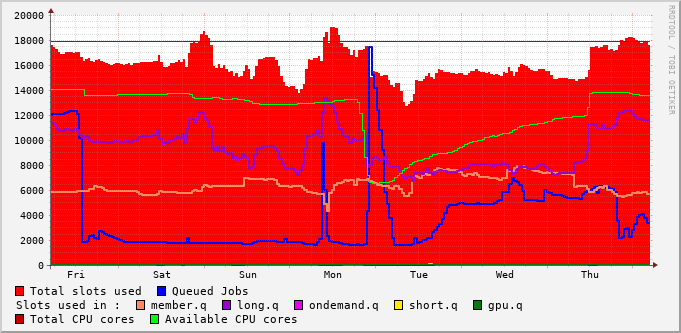 RRDTOOL / TOBI OETIKER
20000
18000
16000
14000
12000
10000
8000
6000
4000
2000
0
Fri Sat Sun Mon Tue Wed Thu
Total slots used Queued Jobs
Slots used in : member.q long.q ondemand.q short.q gpu.q
Total CPU cores Available CPU cores